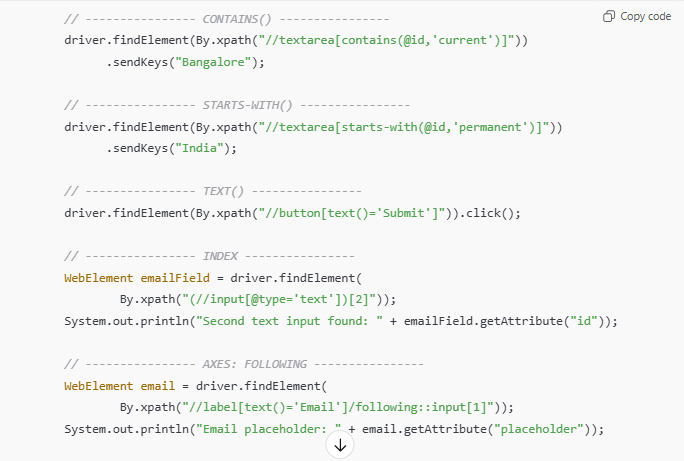 Copy code
// --------------- CONTAINS() ---------------
driver.findElement(By.xpath("//textarea[contains(@id,'current')]"))
      .sendKeys("Bangalore");
// --------------- STARTS-WITH() ---------------
driver.findElement(By.xpath("//textarea[starts-with(@id,'permanent')]"))
      .sendKeys("India");
// --------------- TEXT() ---------------
driver.findElement(By.xpath("//button[text()='Submit']")).click();
// --------------- INDEX ---------------
WebElement emailField = driver.findElement(
        By.xpath("(//input[@type='text'])[2]"));
System.out.println("Second text input found: " + emailField.getAttribute("id"));
// --------------- AXES: FOLLOWING ---------------
WebElement email = driver.findElement(
        By.xpath("//label[text()='Email']/following::input[1]"));
System.out.println("Email placeholder: " + email.getAttribute("placeholder"));